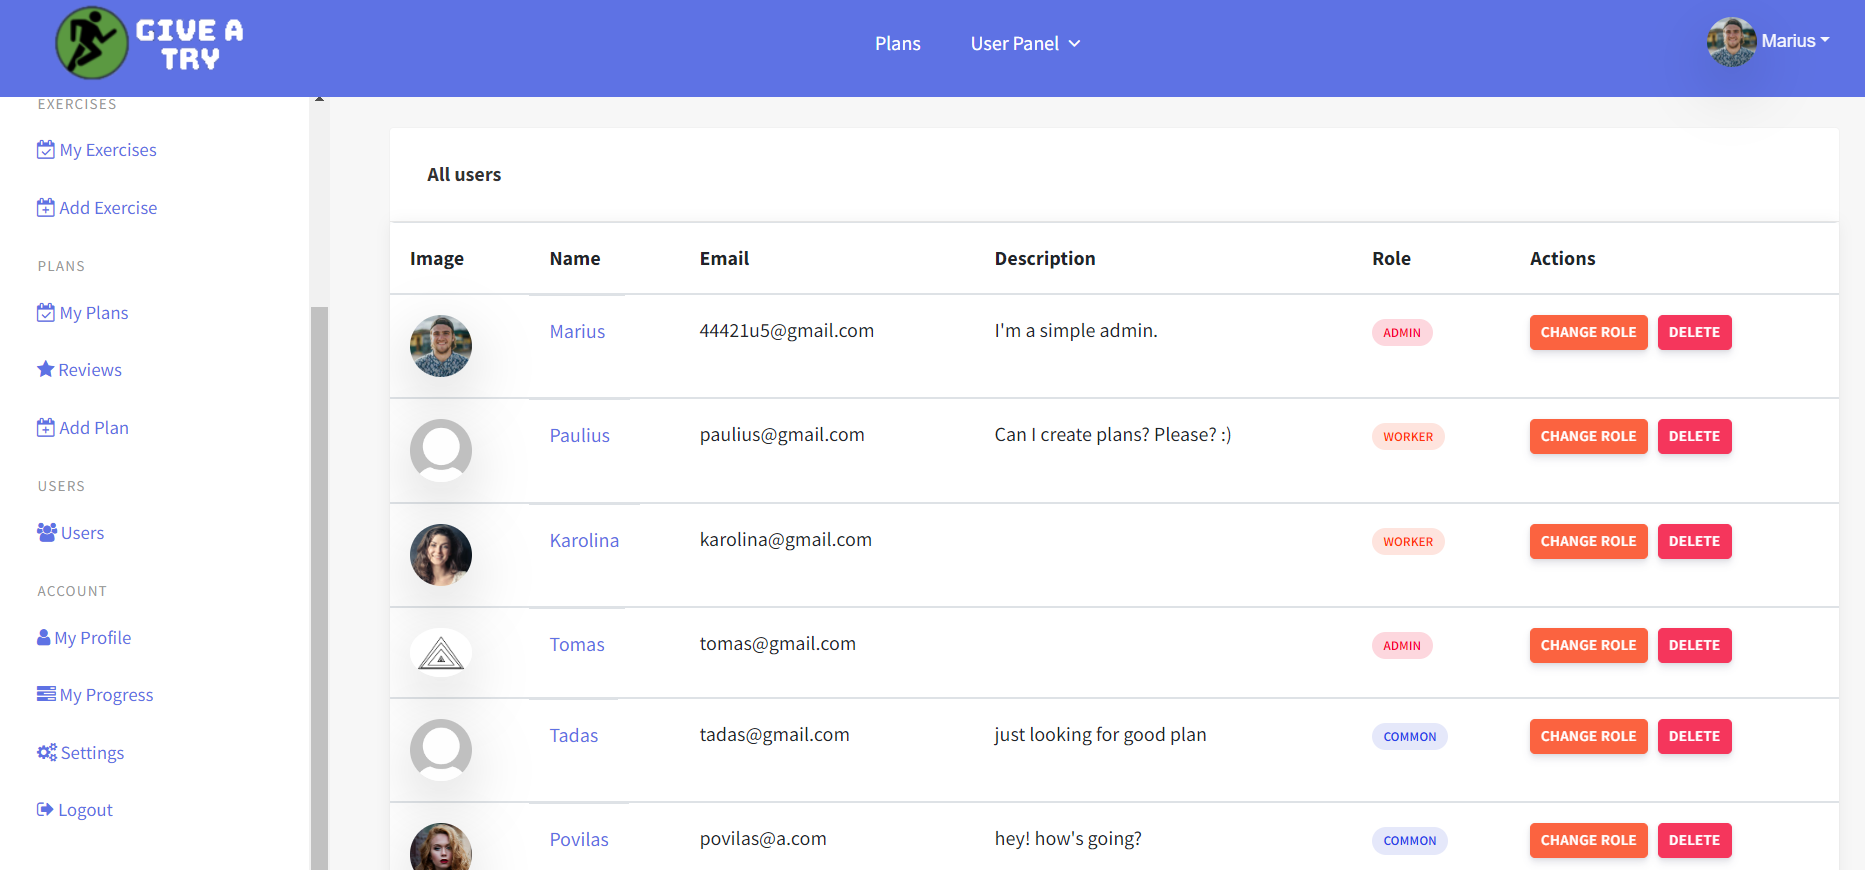 GIVE A
TRY
Plans
User Panel
Marius
EXERCISES
My Exercises
Add Exercise
PLANS
My Plans
Reviews
Add Plan
USERS
Users
ACCOUNT
My Profile
My Progress
Settings
Logout
All users
Image Name Email Description Role Actions
Marius 44421u5@gmail.com I'm a simple admin. ADMIN CHANGE ROLE DELETE
Paulius paulius@gmail.com Can I create plans? Please? :) WORKER CHANGE ROLE DELETE
Karolina karolina@gmail.com WORKER CHANGE ROLE DELETE
Tomas tomas@gmail.com ADMIN CHANGE ROLE DELETE
Tadas tadas@gmail.com just looking for good plan COMMON CHANGE ROLE DELETE
Povilas povilas@a.com hey! how's going? COMMON CHANGE ROLE DELETE